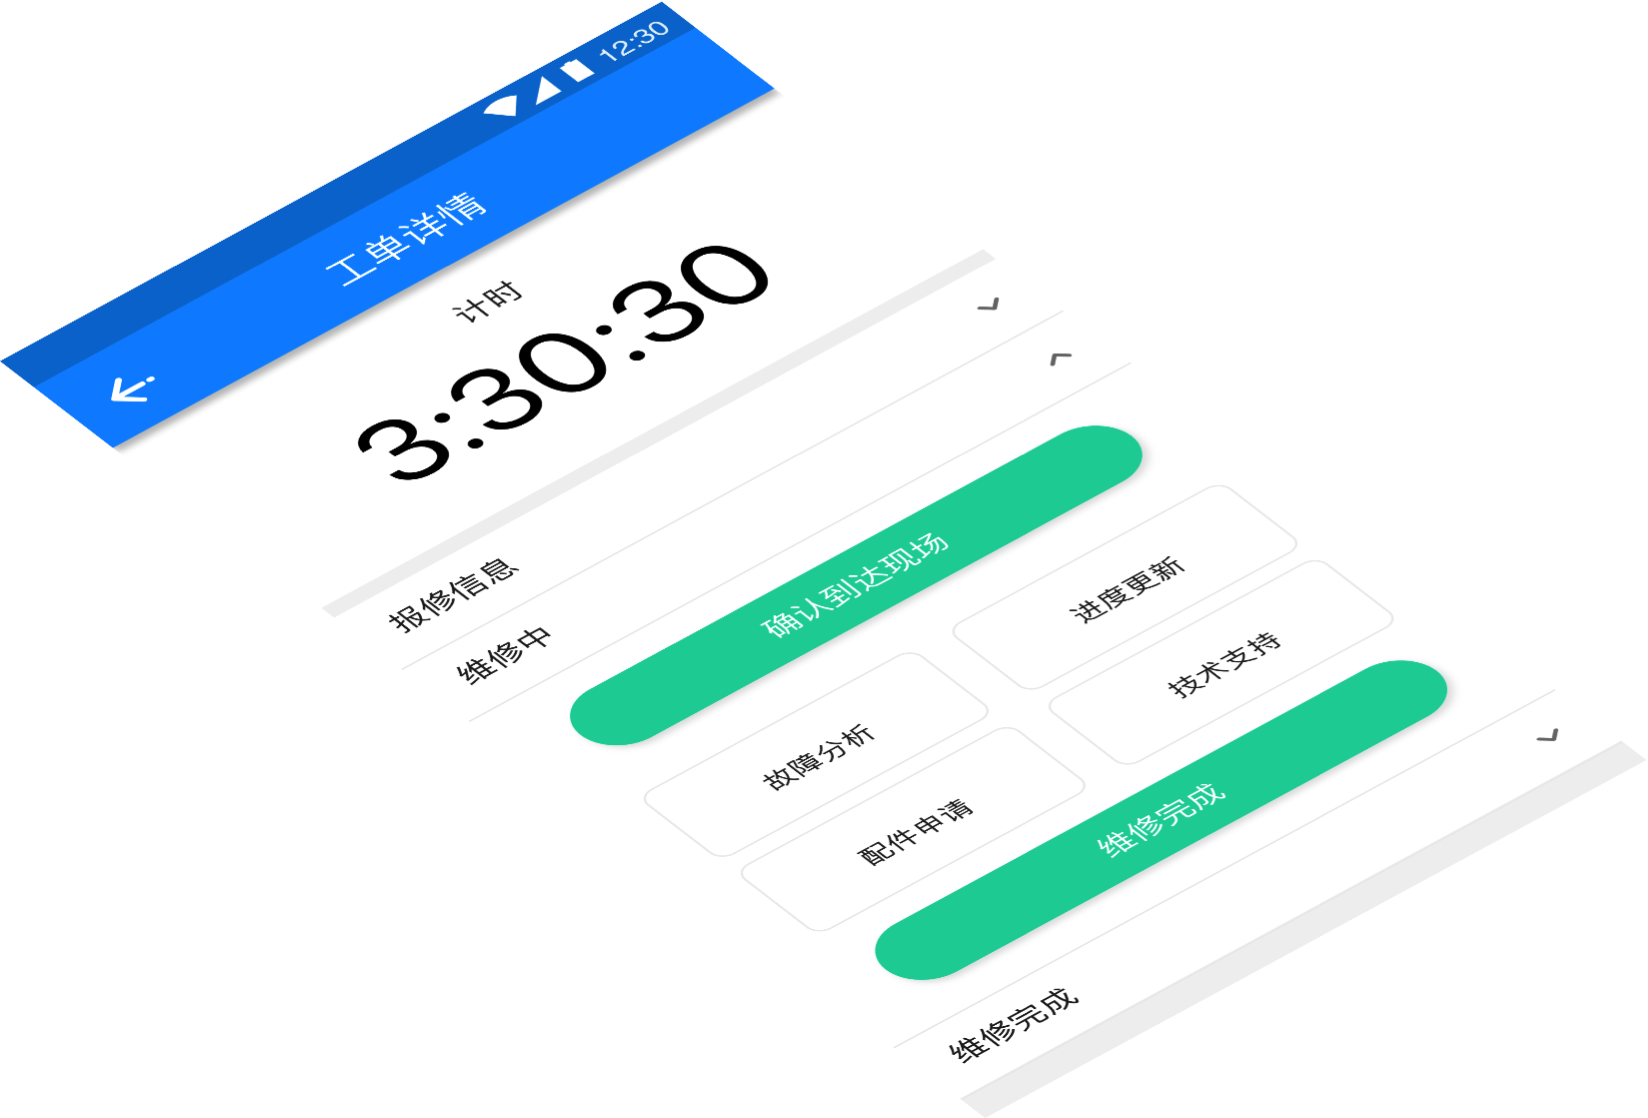 12:30
工单详情
计时
3:30:30
报修信息
维修中
确认到达现场
故障分析
进度更新
配件申请
技术支持
维修完成
维修完成